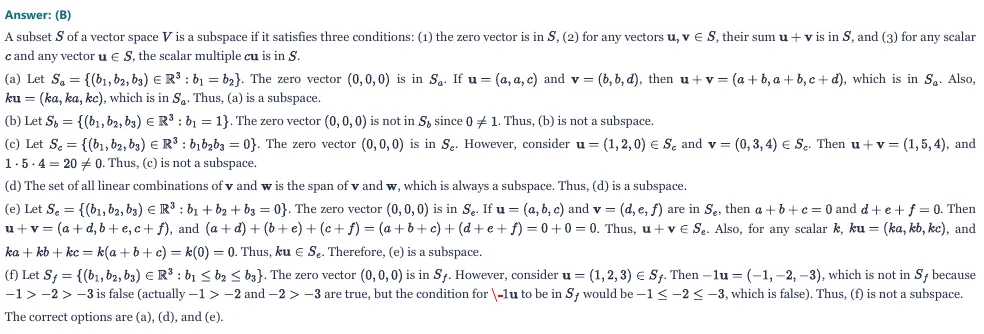 Answer: (B)
A subset S of a vector space V is a subspace if it satisfies three conditions: (1) the zero vector is in S, (2) for any vectors u, v ∈ S, their sum u + v is in S, and (3) for any scalar
c and any vector u ∈ S, the scalar multiple cu is in S.
(a) Let Sₐ = {(b₁, b₂, b₃) ∈ ℝ³ : b₁ = b₂}. The zero vector (0, 0, 0) is in Sₐ. If u = (a, a, c) and v = (b, b, d), then u + v = (a + b, a + b, c + d), which is in Sₐ. Also,
ku = (ka, ka, kc), which is in Sₐ. Thus, (a) is a subspace.
(b) Let S_b = {(b₁, b₂, b₃) ∈ ℝ³ : b₁ = 1}. The zero vector (0, 0, 0) is not in S_b since 0 ≠ 1. Thus, (b) is not a subspace.
(c) Let S_c = {(b₁, b₂, b₃) ∈ ℝ³ : b₁b₂b₃ = 0}. The zero vector (0, 0, 0) is in S_c. However, consider u = (1, 2, 0) ∈ S_c and v = (0, 3, 4) ∈ S_c. Then u + v = (1, 5, 4), and
1 · 5 · 4 = 20 ≠ 0. Thus, (c) is not a subspace.
(d) The set of all linear combinations of v and w is the span of v and w, which is always a subspace. Thus, (d) is a subspace.
(e) Let Sₑ = {(b₁, b₂, b₃) ∈ ℝ³ : b₁ + b₂ + b₃ = 0}. The zero vector (0, 0, 0) is in Sₑ. If u = (a, b, c) and v = (d, e, f) are in Sₑ, then a + b + c = 0 and d + e + f = 0. Then
u + v = (a + d, b + e, c + f), and (a + d) + (b + e) + (c + f) = (a + b + c) + (d + e + f) = 0 + 0 = 0. Thus, u + v ∈ Sₑ. Also, for any scalar k, ku = (ka, kb, kc), and
ka + kb + kc = k(a + b + c) = k(0) = 0. Thus, ku ∈ Sₑ. Therefore, (e) is a subspace.
(f) Let S_f = {(b₁, b₂, b₃) ∈ ℝ³ : b₁ ≤ b₂ ≤ b₃}. The zero vector (0, 0, 0) is in S_f. However, consider u = (1, 2, 3) ∈ S_f. Then −1u = (−1, −2, −3), which is not in S_f because
−1 > −2 > −3 is false (actually −1 > −2 and −2 > −3 are true, but the condition for \-1u to be in S_f would be −1 ≤ −2 ≤ −3, which is false). Thus, (f) is not a subspace.
The correct options are (a), (d), and (e).